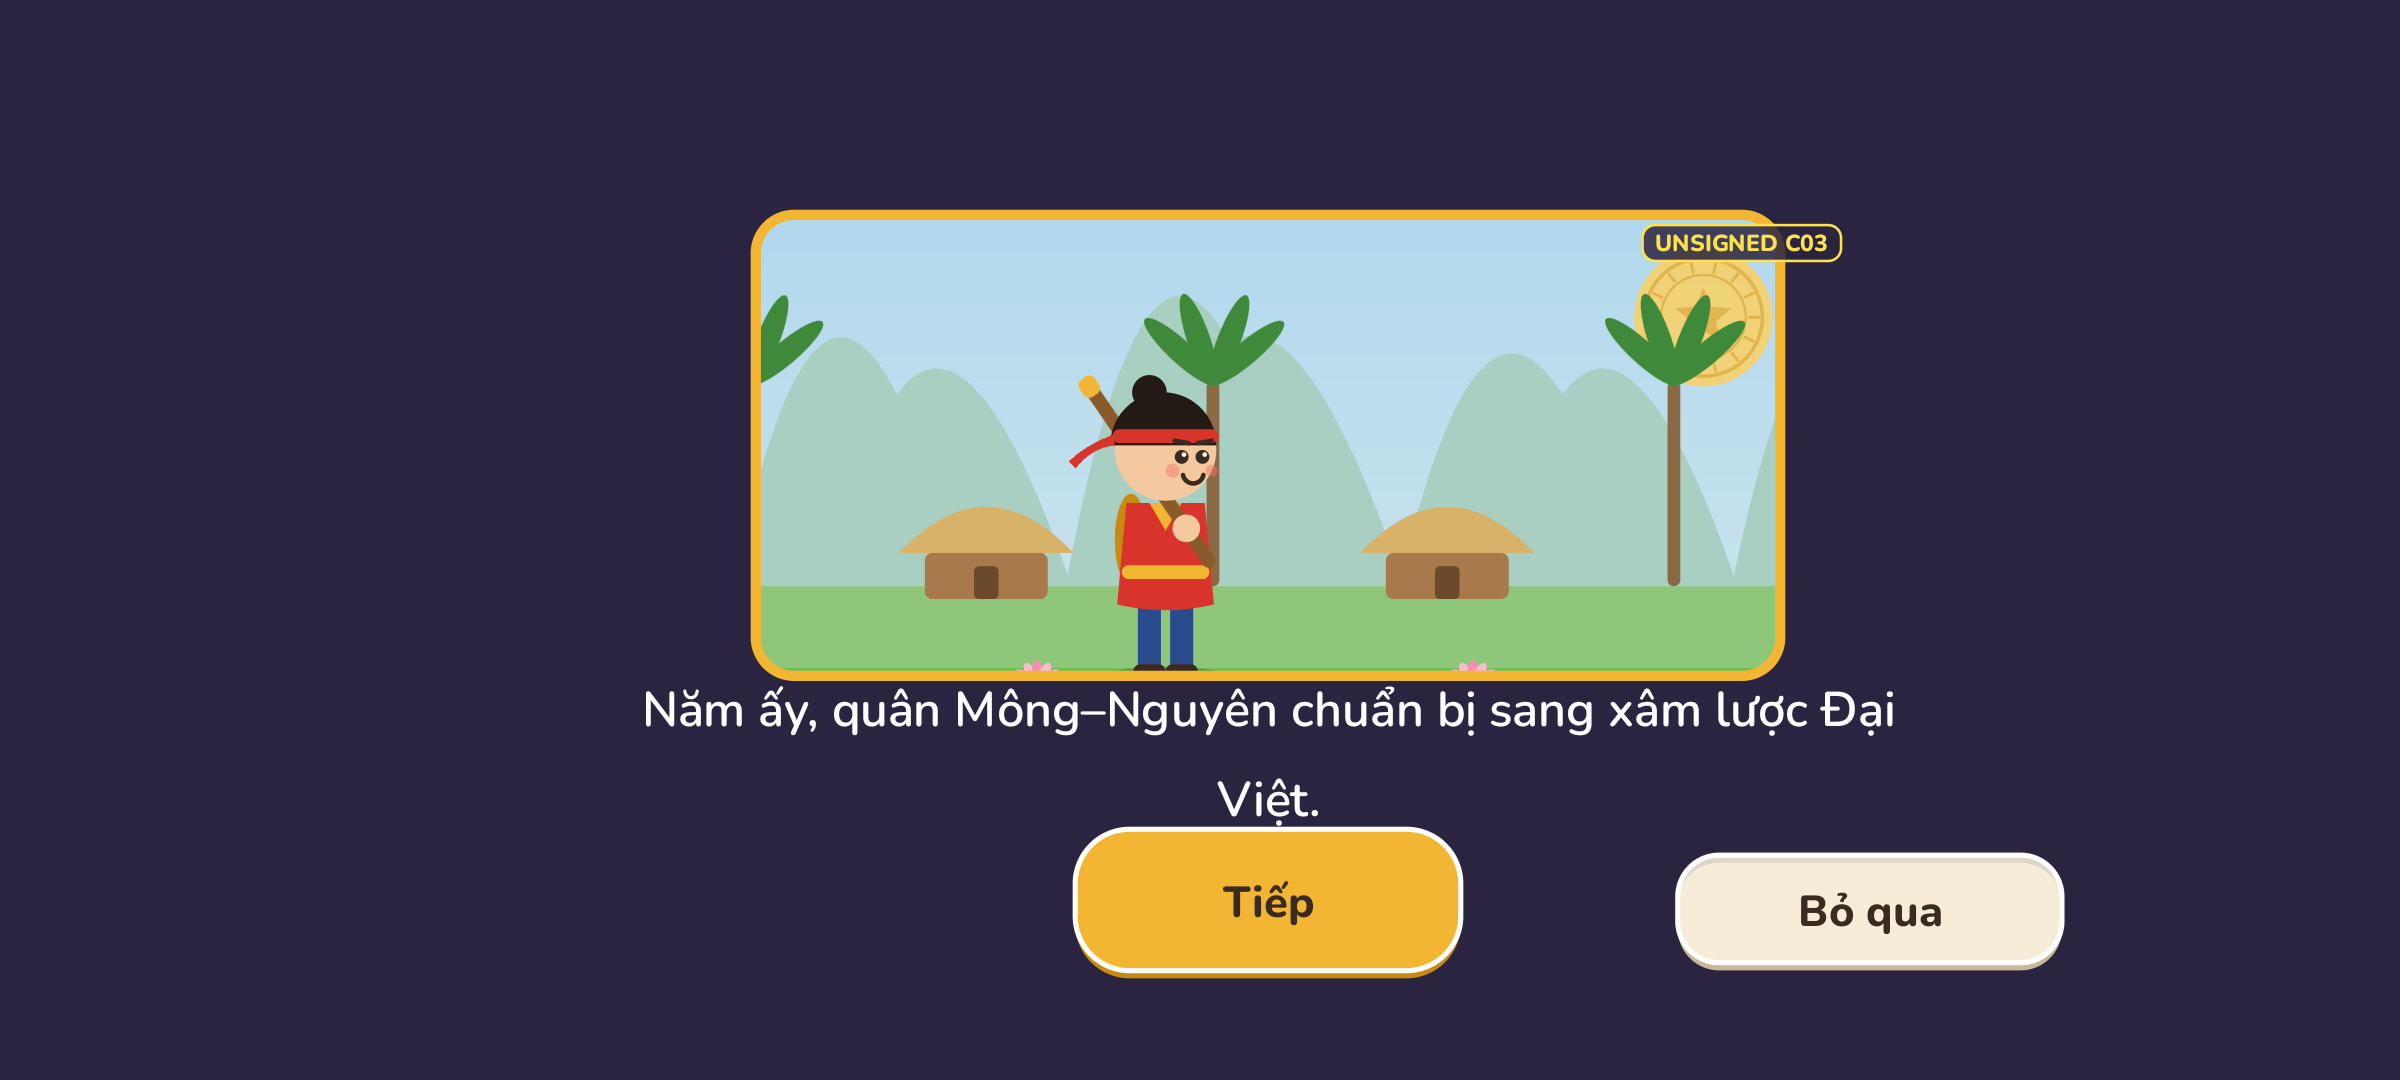 UNSIGNED C03
Năm ấy, quân Mông–Nguyên chuẩn bị sang xâm lược Đại
Việt.
Tiếp
Bỏ qua